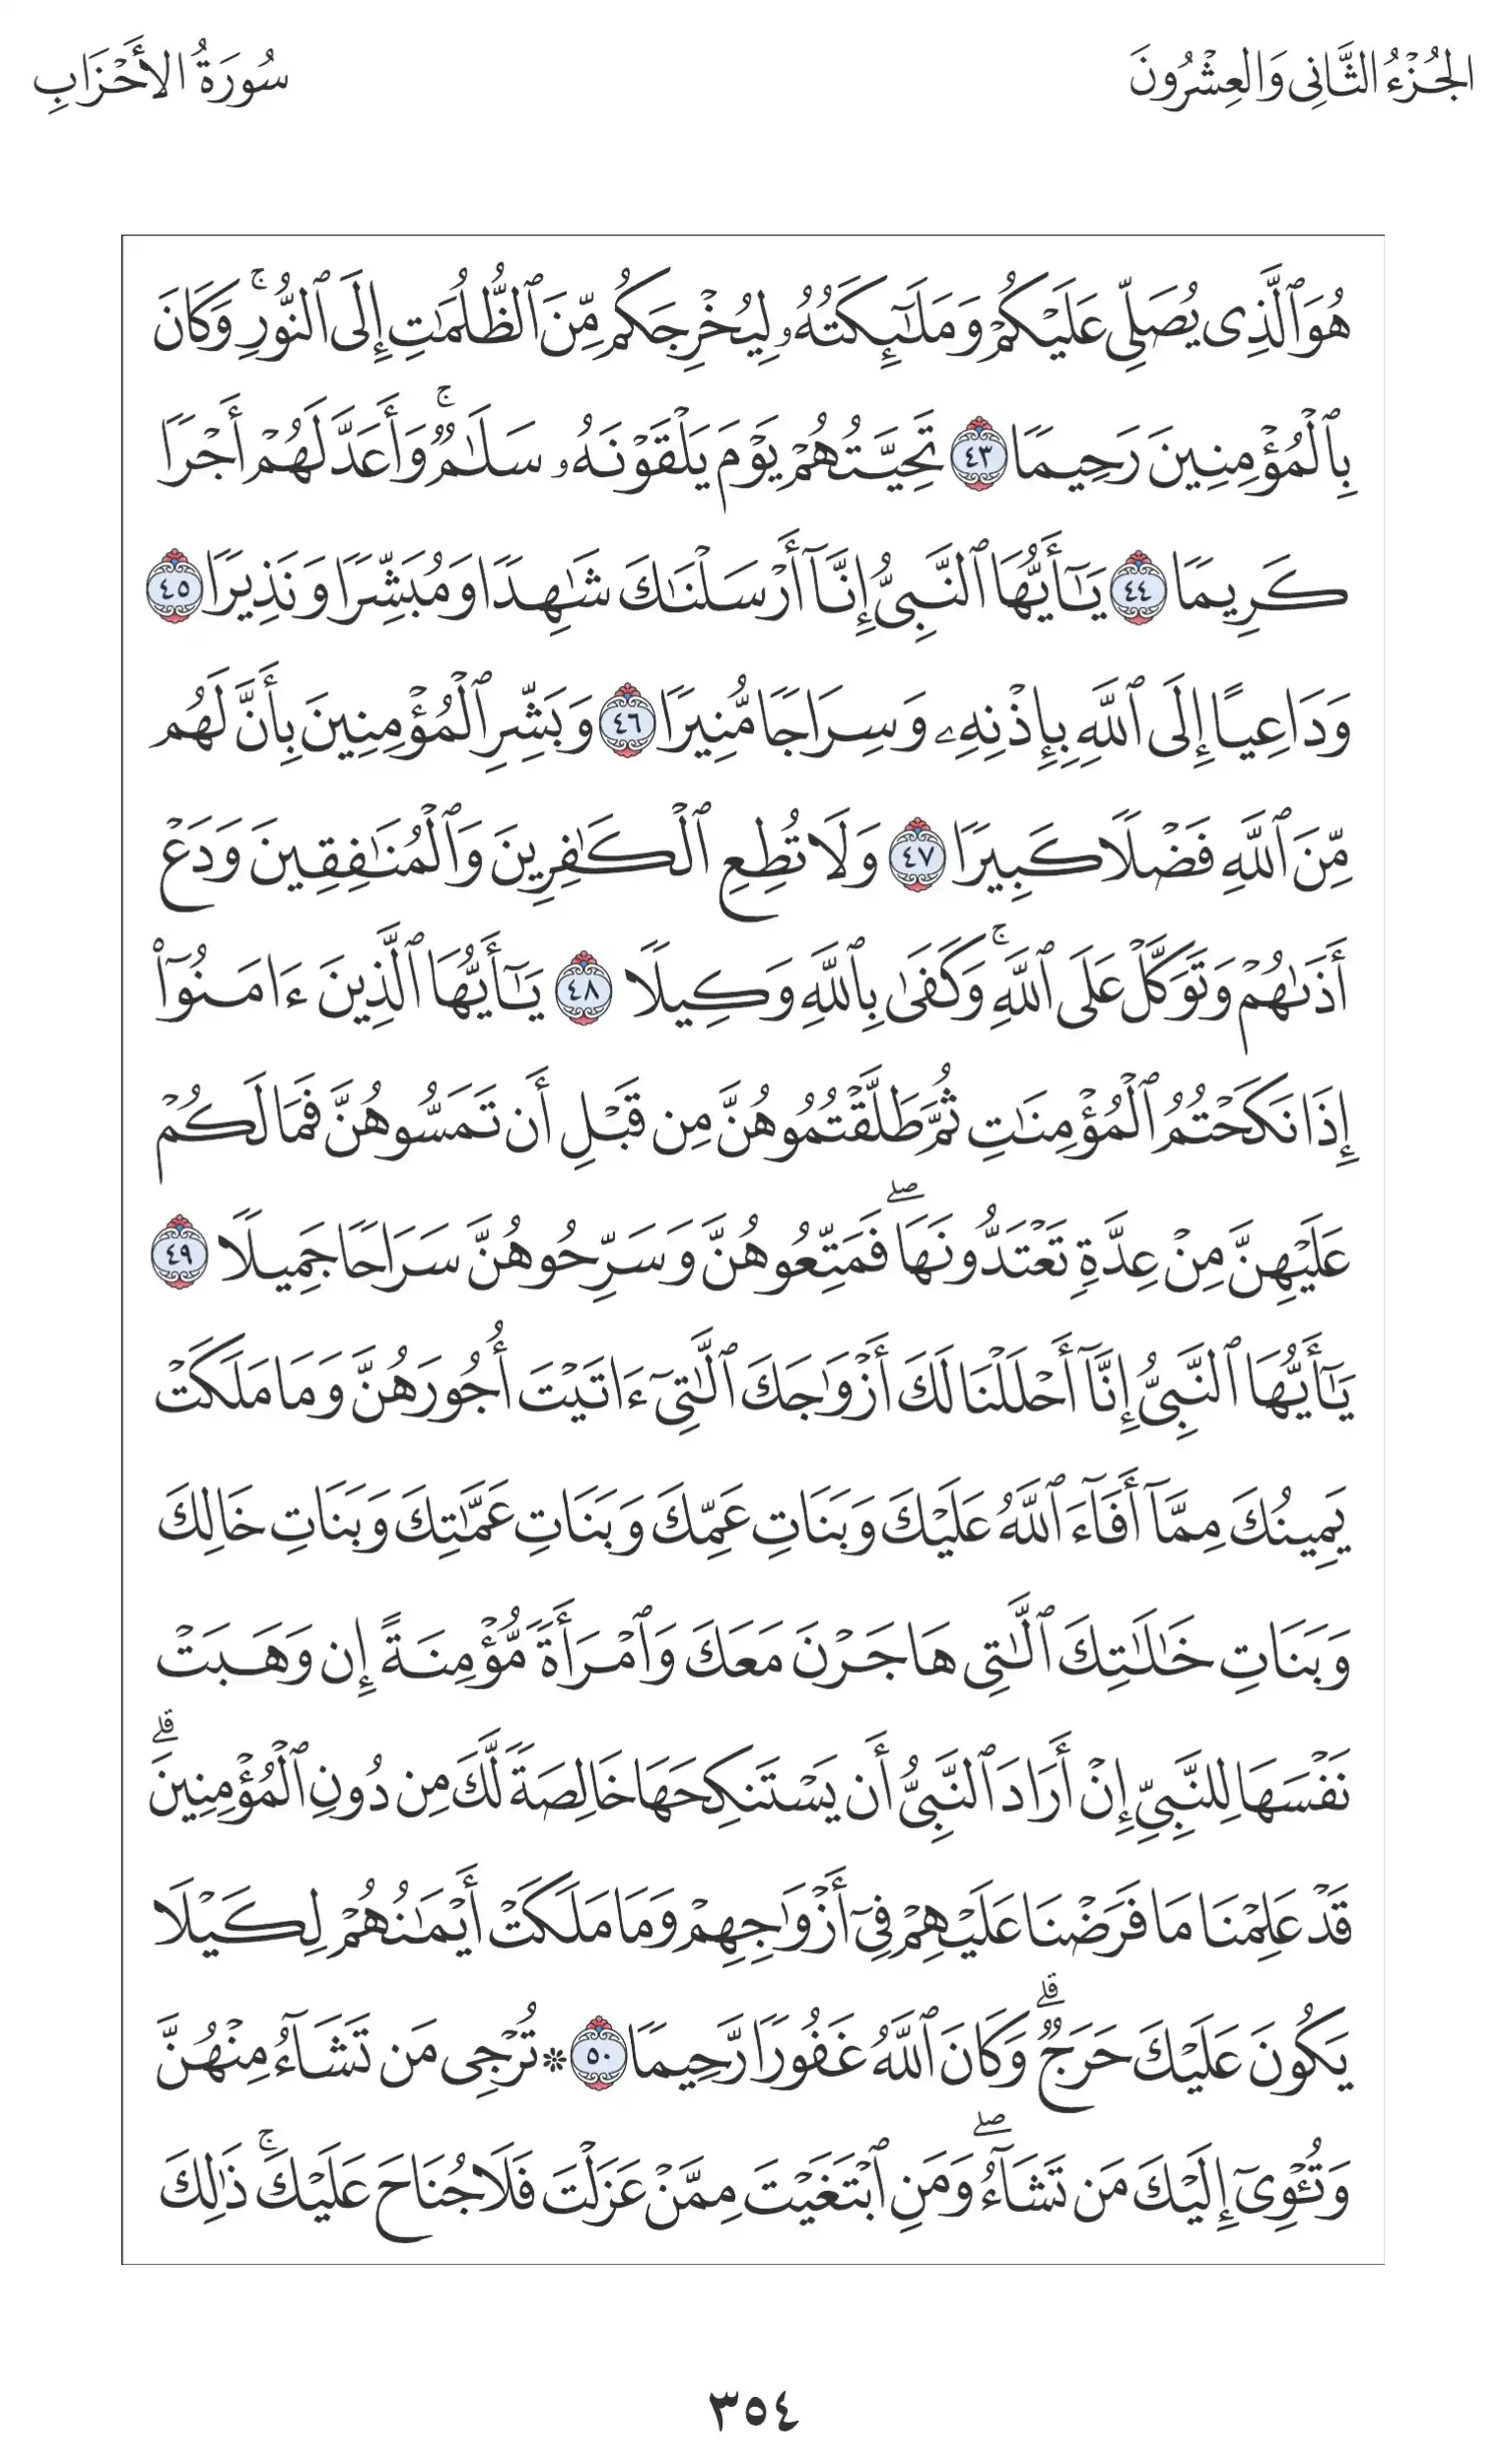 الجُزْءُ الثَّانِي وَالعِشْرُونَ
سُورَةُ الأَحْزَابِ
هُوَ ٱلَّذِى يُصَلِّى عَلَيْكُمْ وَمَلَـٰٓئِكَتُهُۥ لِيُخْرِجَكُم مِّنَ ٱلظُّلُمَـٰتِ إِلَى ٱلنُّورِ ۚ وَكَانَ
بِٱلْمُؤْمِنِينَ رَحِيمًا ٤٣ تَحِيَّتُهُمْ يَوْمَ يَلْقَوْنَهُۥ سَلَـٰمٌ ۚ وَأَعَدَّ لَهُمْ أَجْرًا
كَرِيمًا ٤٤ يَـٰٓأَيُّهَا ٱلنَّبِىُّ إِنَّآ أَرْسَلْنَـٰكَ شَـٰهِدًا وَمُبَشِّرًا وَنَذِيرًا ٤٥
وَدَاعِيًا إِلَى ٱللَّهِ بِإِذْنِهِۦ وَسِرَاجًا مُّنِيرًا ٤٦ وَبَشِّرِ ٱلْمُؤْمِنِينَ بِأَنَّ لَهُم
مِّنَ ٱللَّهِ فَضْلًا كَبِيرًا ٤٧ وَلَا تُطِعِ ٱلْكَـٰفِرِينَ وَٱلْمُنَـٰفِقِينَ وَدَعْ
أَذَىٰهُمْ وَتَوَكَّلْ عَلَى ٱللَّهِ ۚ وَكَفَىٰ بِٱللَّهِ وَكِيلًا ٤٨ يَـٰٓأَيُّهَا ٱلَّذِينَ ءَامَنُوٓا۟
إِذَا نَكَحْتُمُ ٱلْمُؤْمِنَـٰتِ ثُمَّ طَلَّقْتُمُوهُنَّ مِن قَبْلِ أَن تَمَسُّوهُنَّ فَمَا لَكُمْ
عَلَيْهِنَّ مِنْ عِدَّةٍ تَعْتَدُّونَهَا ۖ فَمَتِّعُوهُنَّ وَسَرِّحُوهُنَّ سَرَاحًا جَمِيلًا ٤٩
يَـٰٓأَيُّهَا ٱلنَّبِىُّ إِنَّآ أَحْلَلْنَا لَكَ أَزْوَٰجَكَ ٱلَّـٰتِىٓ ءَاتَيْتَ أُجُورَهُنَّ وَمَا مَلَكَتْ
يَمِينُكَ مِمَّآ أَفَآءَ ٱللَّهُ عَلَيْكَ وَبَنَاتِ عَمِّكَ وَبَنَاتِ عَمَّـٰتِكَ وَبَنَاتِ خَالِكَ
وَبَنَاتِ خَـٰلَـٰتِكَ ٱلَّـٰتِى هَاجَرْنَ مَعَكَ وَٱمْرَأَةً مُّؤْمِنَةً إِن وَهَبَتْ
نَفْسَهَا لِلنَّبِىِّ إِنْ أَرَادَ ٱلنَّبِىُّ أَن يَسْتَنكِحَهَا خَالِصَةً لَّكَ مِن دُونِ ٱلْمُؤْمِنِينَ ۗ
قَدْ عَلِمْنَا مَا فَرَضْنَا عَلَيْهِمْ فِىٓ أَزْوَٰجِهِمْ وَمَا مَلَكَتْ أَيْمَـٰنُهُمْ لِكَيْلَا
يَكُونَ عَلَيْكَ حَرَجٌ ۗ وَكَانَ ٱللَّهُ غَفُورًا رَّحِيمًا ٥٠ * تُرْجِى مَن تَشَآءُ مِنْهُنَّ
وَتُـْٔوِىٓ إِلَيْكَ مَن تَشَآءُ ۖ وَمَنِ ٱبْتَغَيْتَ مِمَّنْ عَزَلْتَ فَلَا جُنَاحَ عَلَيْكَ ۚ ذَٰلِكَ
٣٥٤